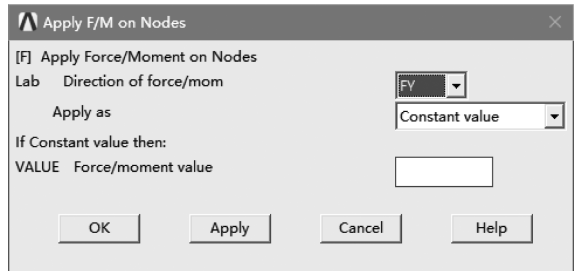 Apply F/M on Nodes
[F] Apply Force/Moment on Nodes
Lab Direction of force/mom FY
Apply as Constant value
If Constant value then:
VALUE Force/moment value
OK Apply Cancel Help